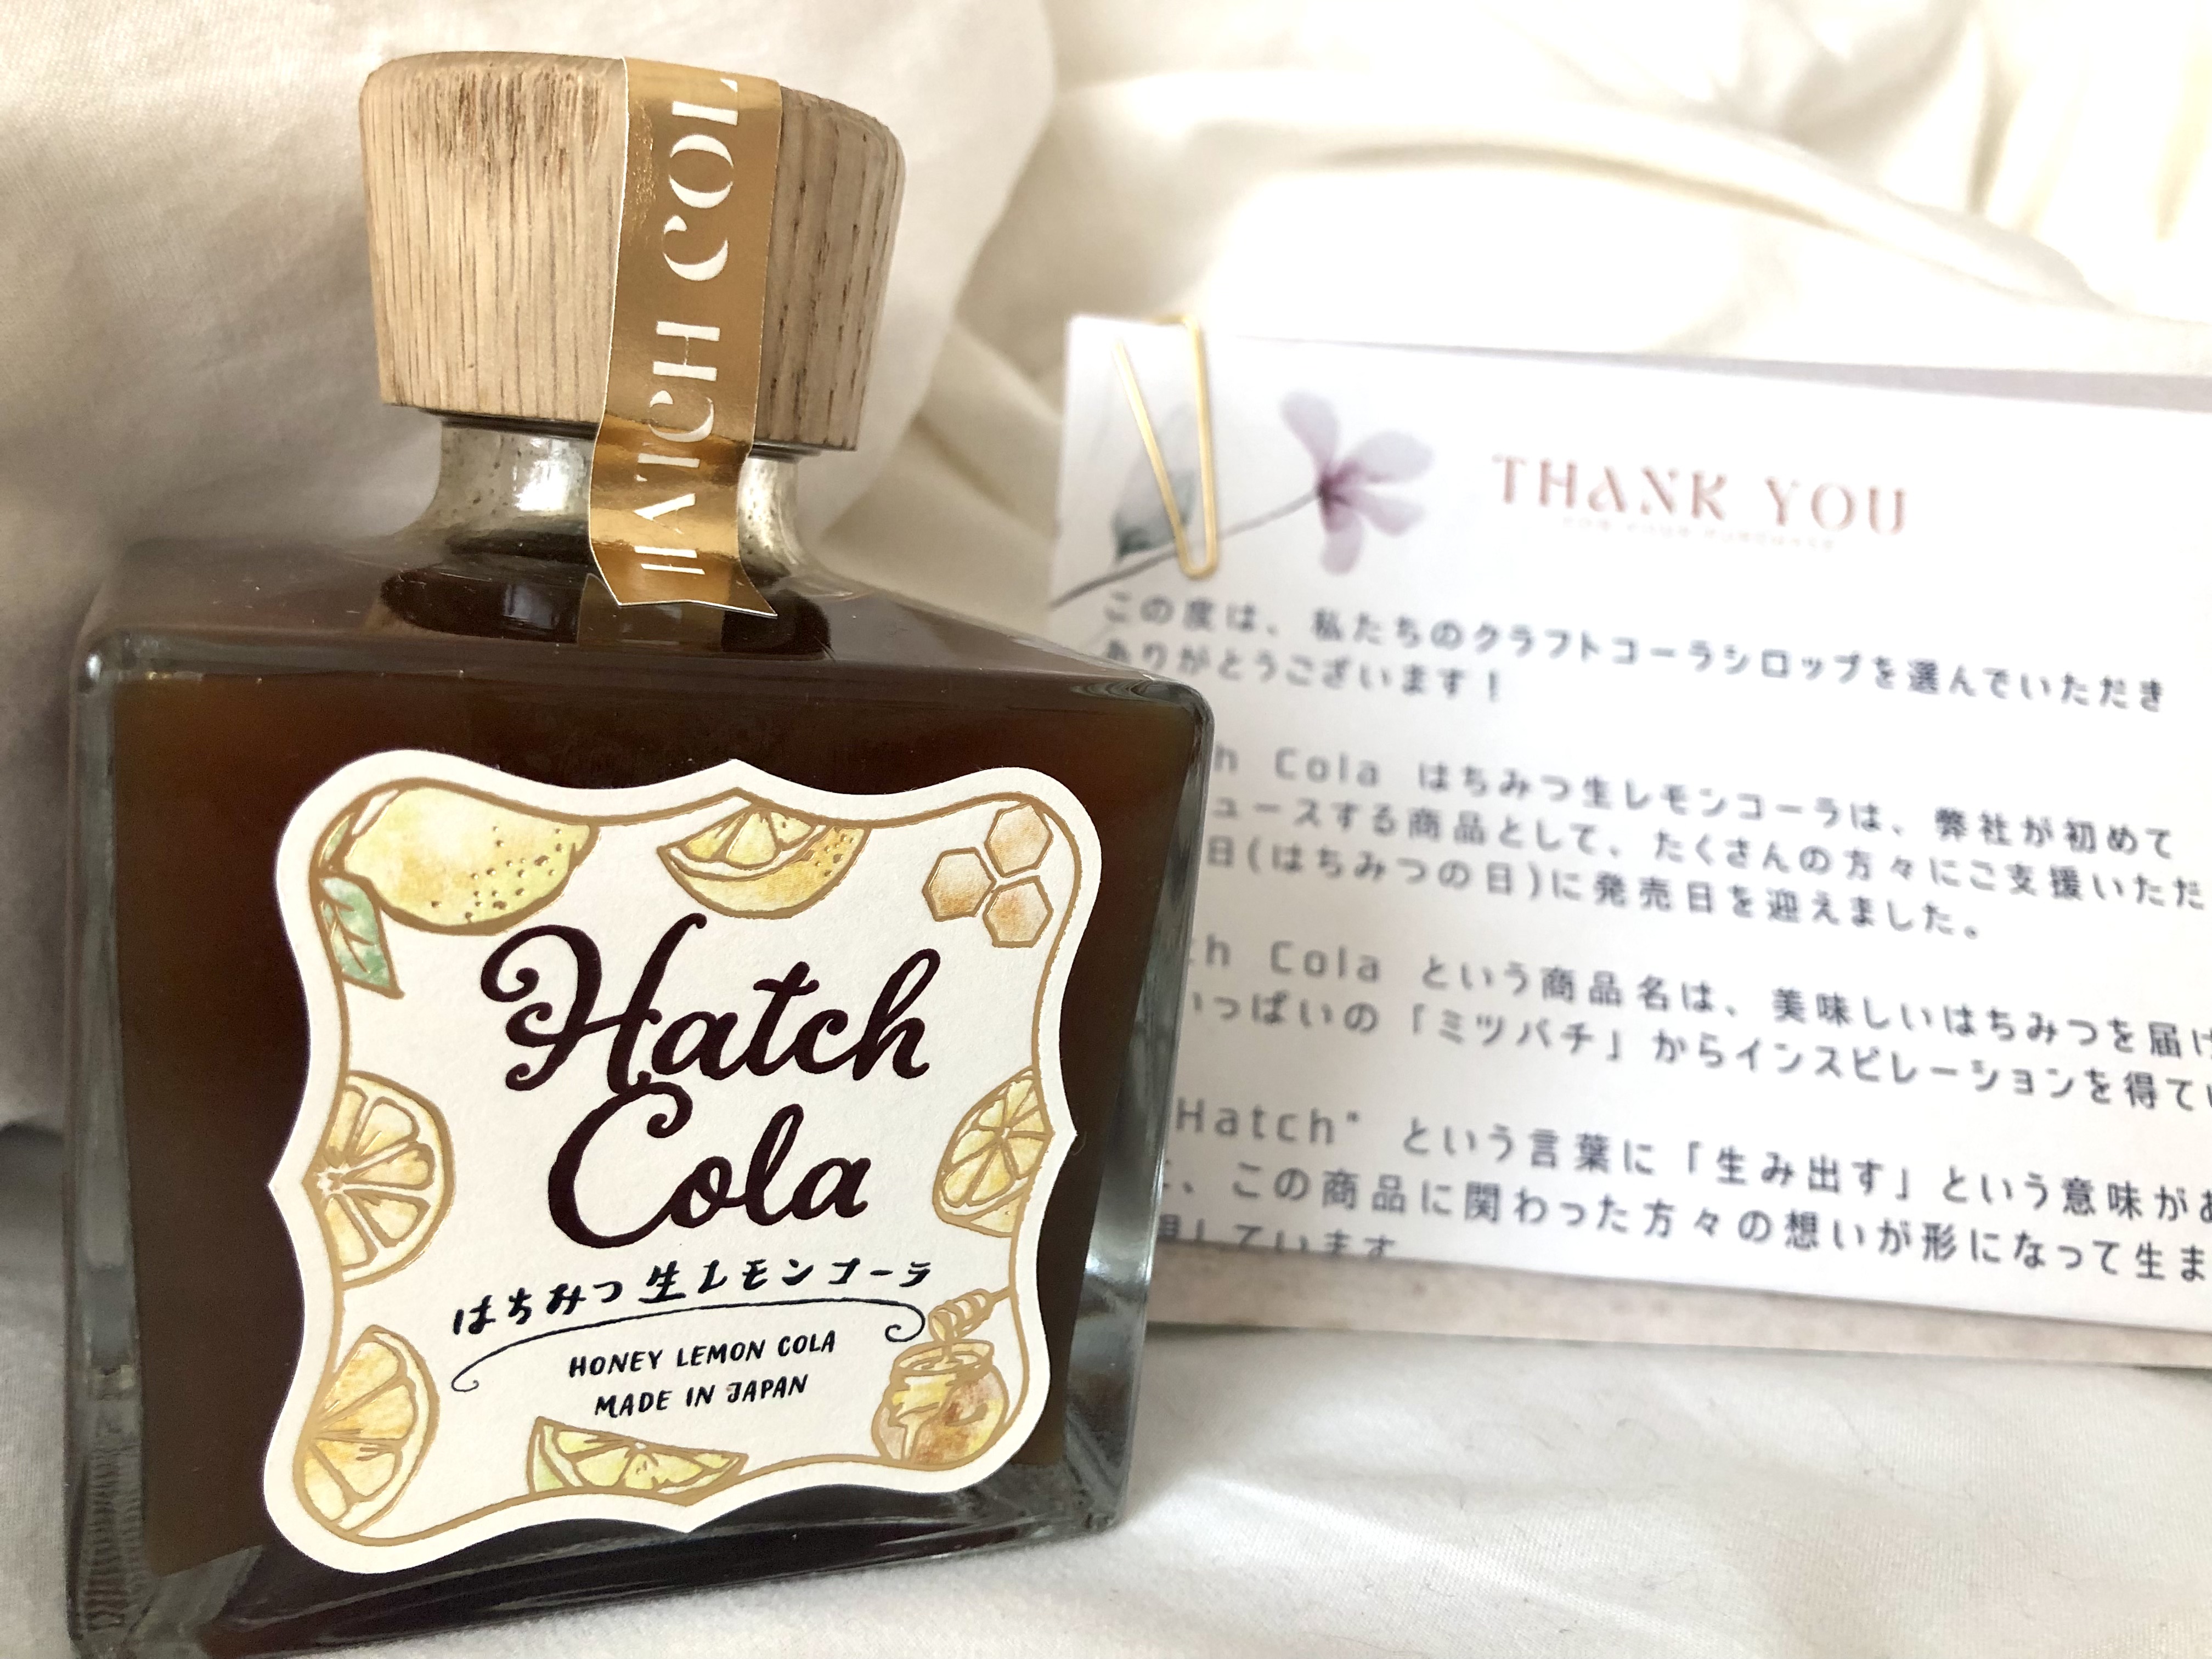 HATCH COL
Hatch
Cola
はちみつ生レモンコーラ
HONEY LEMON COLA
MADE IN JAPAN
THANK YOU
FOR YOUR PURCHASE
この度は、私たちのクラフトコーラシロップを選んでいただき
ありがとうございます！
h Cola はちみつ生レモンコーラは、弊社が初めて
ュースする商品として、たくさんの方々にご支援いただ
日(はちみつの日)に発売日を迎えました。
ch Cola という商品名は、美味しいはちみつを届け
いっぱいの「ミツバチ」からインスピレーションを得てい
Hatch" という言葉に「生み出す」という意味があ
、この商品に関わった方々の想いが形になって生ま
現しています